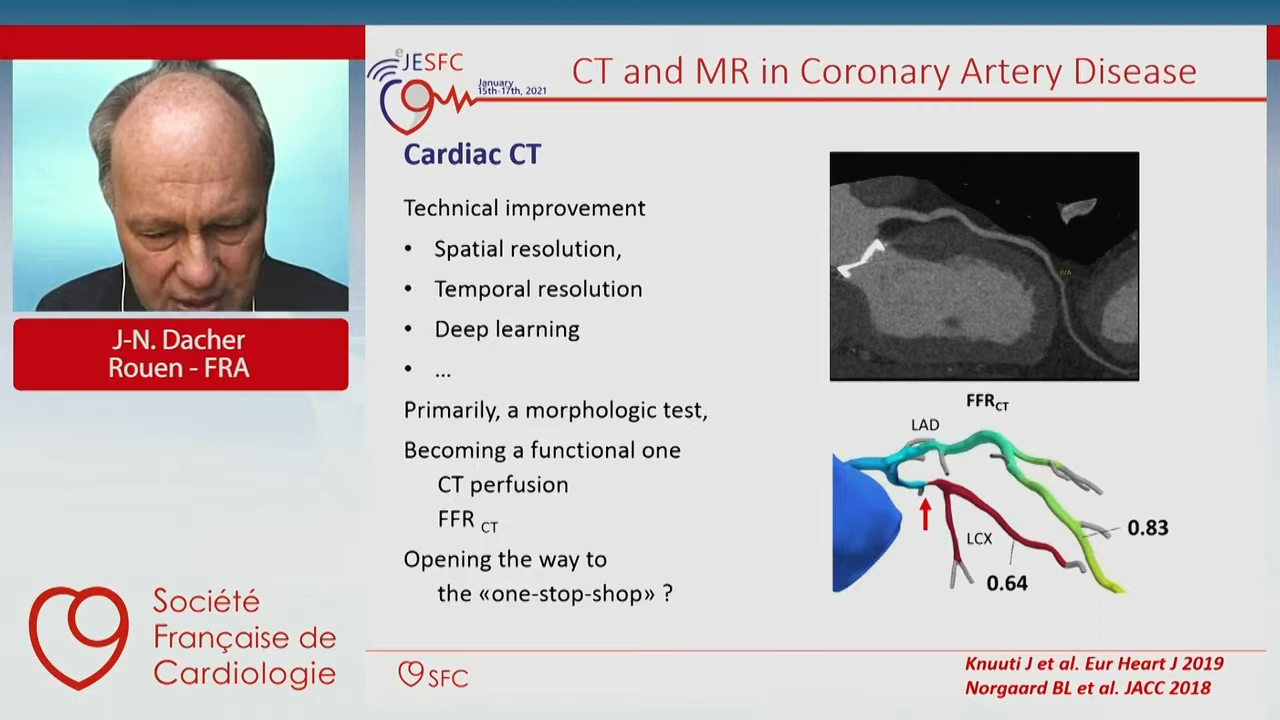 J-N. Dacher
Rouen - FRA
Société
Française de
Cardiologie
eJESFC
January
15th-17th, 2021
CT and MR in Coronary Artery Disease
Cardiac CT
Technical improvement
• Spatial resolution,
• Temporal resolution
• Deep learning
• ...
Primarily, a morphologic test,
Becoming a functional one
CT perfusion
FFR CT
Opening the way to
the «one-stop-shop» ?
IVA
FFRCT
LAD
LCX
0.83
0.64
SFC
Knuuti J et al. Eur Heart J 2019
Norgaard BL et al. JACC 2018